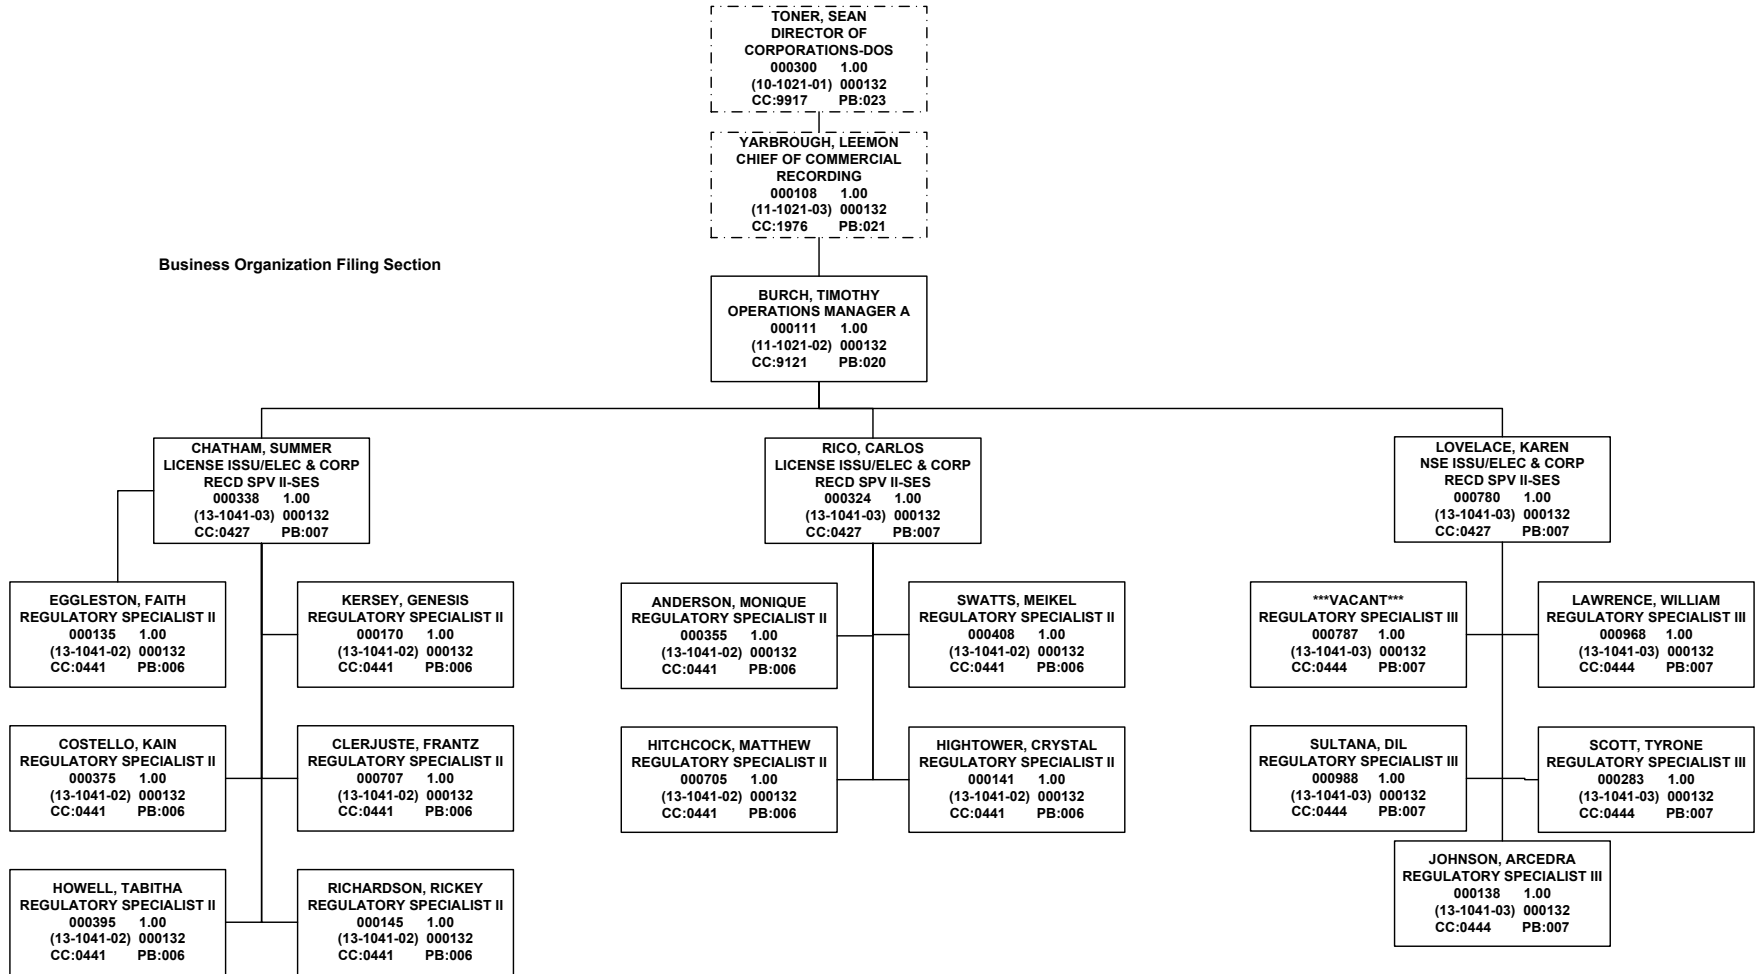 TONER, SEAN
DIRECTOR OF
CORPORATIONS-DOS
000300 1.00
(10-1021-01) 000132
CC:9917 PB:023
YARBROUGH, LEEMON
CHIEF OF COMMERCIAL
RECORDING
000108 1.00
(11-1021-03) 000132
CC:1976 PB:021
Business Organization Filing Section
BURCH, TIMOTHY
OPERATIONS MANAGER A
000111 1.00
(11-1021-02) 000132
CC:9121 PB:020
CHATHAM, SUMMER
LICENSE ISSU/ELEC & CORP
RECD SPV II-SES
000338 1.00
(13-1041-03) 000132
CC:0427 PB:007
RICO, CARLOS
LICENSE ISSU/ELEC & CORP
RECD SPV II-SES
000324 1.00
(13-1041-03) 000132
CC:0427 PB:007
LOVELACE, KAREN
NSE ISSU/ELEC & CORP
RECD SPV II-SES
000780 1.00
(13-1041-03) 000132
CC:0427 PB:007
EGGLESTON, FAITH
REGULATORY SPECIALIST II
000135 1.00
(13-1041-02) 000132
CC:0441 PB:006
KERSEY, GENESIS
REGULATORY SPECIALIST II
000170 1.00
(13-1041-02) 000132
CC:0441 PB:006
ANDERSON, MONIQUE
REGULATORY SPECIALIST II
000355 1.00
(13-1041-02) 000132
CC:0441 PB:006
SWATTS, MEIKEL
REGULATORY SPECIALIST II
000408 1.00
(13-1041-02) 000132
CC:0441 PB:006
***VACANT***
REGULATORY SPECIALIST III
000787 1.00
(13-1041-03) 000132
CC:0444 PB:007
LAWRENCE, WILLIAM
REGULATORY SPECIALIST III
000968 1.00
(13-1041-03) 000132
CC:0444 PB:007
COSTELLO, KAIN
REGULATORY SPECIALIST II
000375 1.00
(13-1041-02) 000132
CC:0441 PB:006
CLERJUSTE, FRANTZ
REGULATORY SPECIALIST II
000707 1.00
(13-1041-02) 000132
CC:0441 PB:006
HITCHCOCK, MATTHEW
REGULATORY SPECIALIST II
000705 1.00
(13-1041-02) 000132
CC:0441 PB:006
HIGHTOWER, CRYSTAL
REGULATORY SPECIALIST II
000141 1.00
(13-1041-02) 000132
CC:0441 PB:006
SULTANA, DIL
REGULATORY SPECIALIST III
000988 1.00
(13-1041-03) 000132
CC:0444 PB:007
SCOTT, TYRONE
REGULATORY SPECIALIST III
000283 1.00
(13-1041-03) 000132
CC:0444 PB:007
HOWELL, TABITHA
REGULATORY SPECIALIST II
000395 1.00
(13-1041-02) 000132
CC:0441 PB:006
RICHARDSON, RICKEY
REGULATORY SPECIALIST II
000145 1.00
(13-1041-02) 000132
CC:0441 PB:006
JOHNSON, ARCEDRA
REGULATORY SPECIALIST III
000138 1.00
(13-1041-03) 000132
CC:0444 PB:007